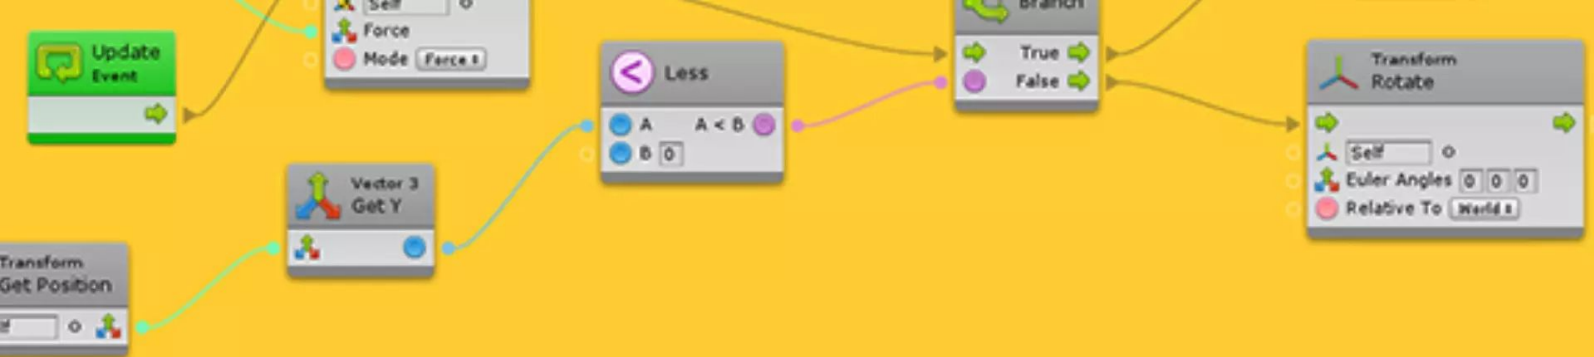 Self
Force
Mode Force
Update
Event
Branch
True
False
Less
A A < B
B 0
Transform
Rotate
Self
Euler Angles 0 0 0
Relative To World
Vector 3
Get Y
Transform
Get Position